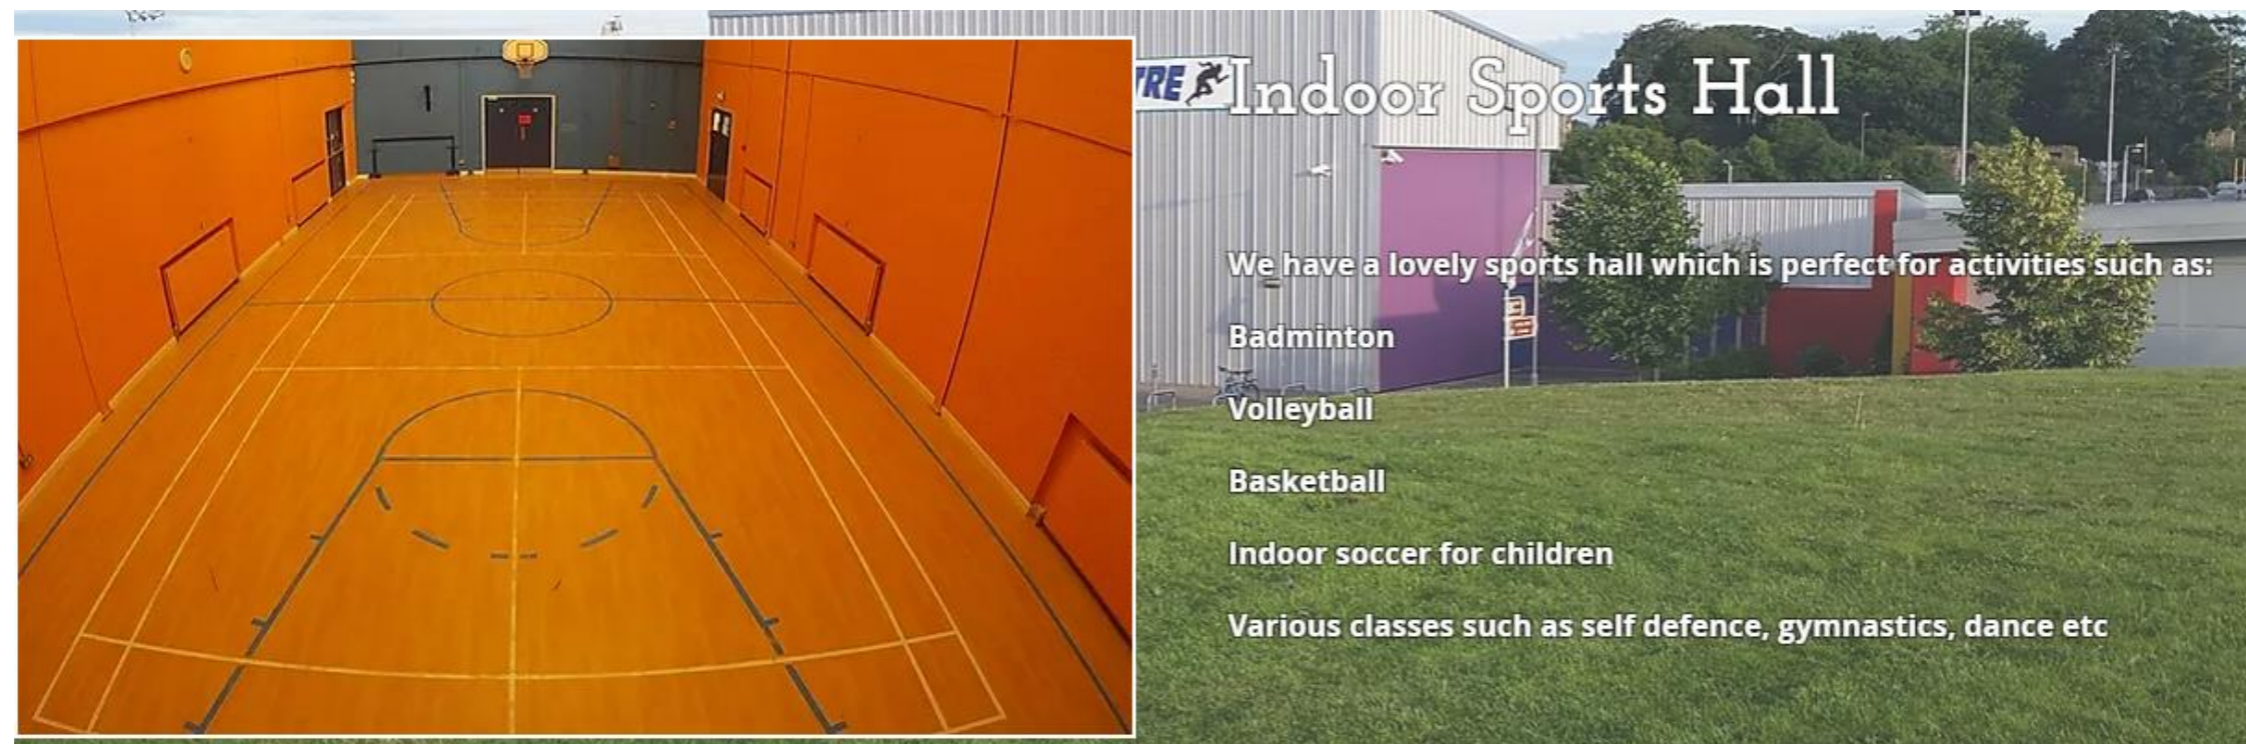 TRE
Indoor Sports Hall
We have a lovely sports hall which is perfect for activities such as:
Badminton
Volleyball
Basketball
Indoor soccer for children
Various classes such as self defence, gymnastics, dance etc